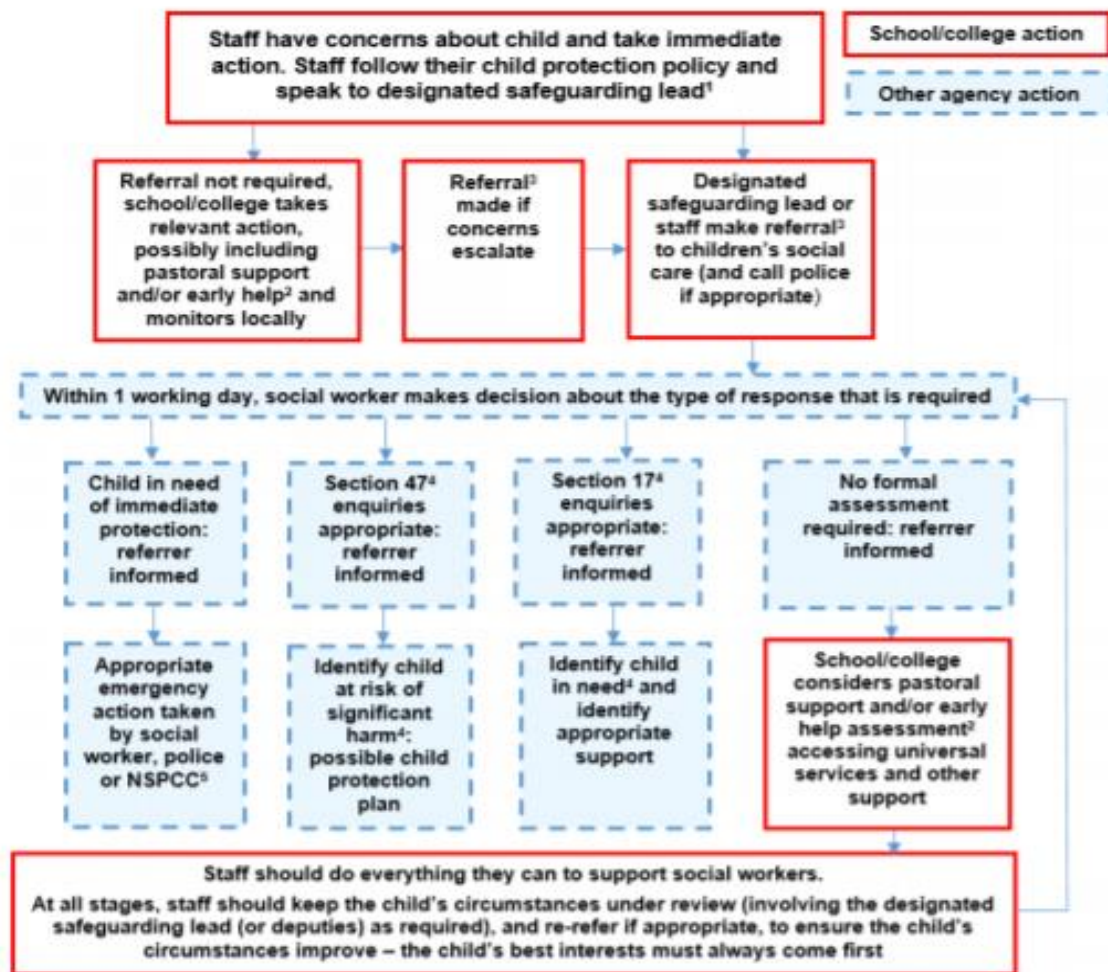 Staff have concerns about child and take immediate
action. Staff follow their child protection policy and
speak to designated safeguarding lead¹
School/college action
Other agency action
Referral not required,
school/college takes
relevant action,
possibly including
pastoral support
and/or early help² and
monitors locally
Referral³
made if
concerns
escalate
Designated
safeguarding lead or
staff make referral³
to children's social
care (and call police
if appropriate)
Within 1 working day, social worker makes decision about the type of response that is required
Child in need
of immediate
protection:
referrer
informed
Section 47⁴
enquiries
appropriate:
referrer
informed
Section 17⁴
enquiries
appropriate:
referrer
informed
No formal
assessment
required: referrer
informed
Appropriate
emergency
action taken
by social
worker, police
or NSPCC⁵
Identify child
at risk of
significant
harm⁴:
possible child
protection
plan
Identify child
in need⁴ and
identify
appropriate
support
School/college
considers pastoral
support and/or early
help assessment²
accessing universal
services and other
support
Staff should do everything they can to support social workers.
At all stages, staff should keep the child's circumstances under review (involving the designated
safeguarding lead (or deputies) as required), and re-refer if appropriate, to ensure the child's
circumstances improve – the child's best interests must always come first